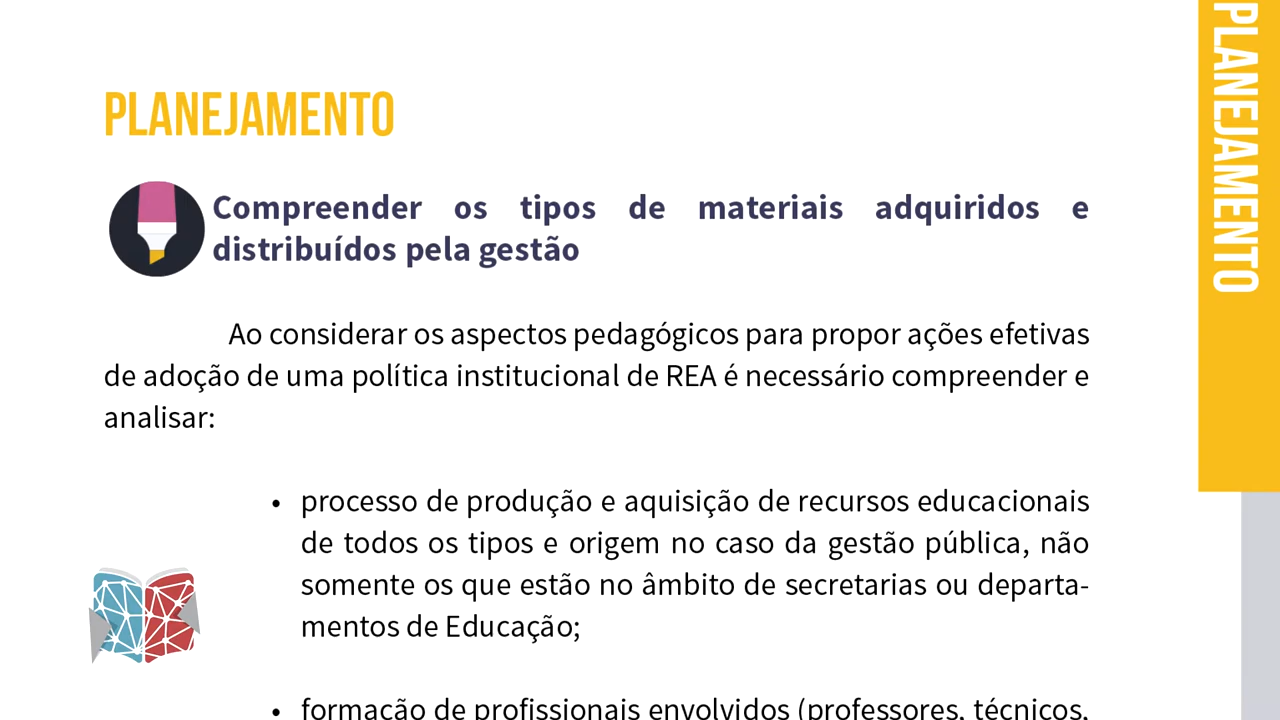 PLANEJAMENTO
Compreender os tipos de materiais adquiridos e
distribuídos pela gestão
Ao considerar os aspectos pedagógicos para propor ações efetivas
de adoção de uma política institucional de REA é necessário compreender e
analisar:
• processo de produção e aquisição de recursos educacionais
de todos os tipos e origem no caso da gestão pública, não
somente os que estão no âmbito de secretarias ou departa-
mentos de Educação;
• formação de profissionais envolvidos (professores, técnicos,
PLANEJAMENTO